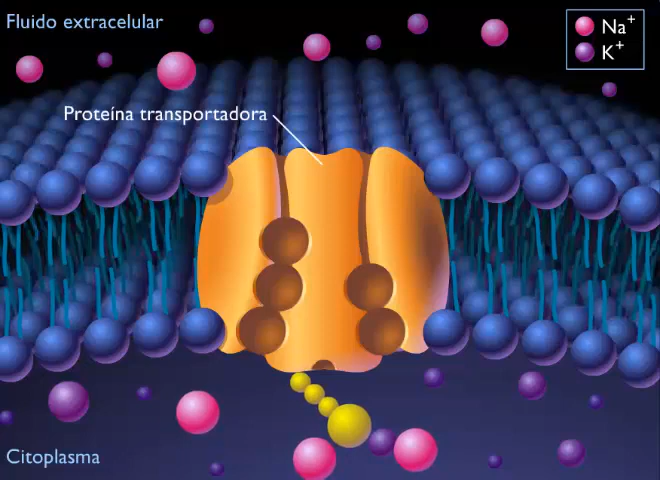 Fluido extracelular
Na⁺
K⁺
Proteína transportadora
Citoplasma